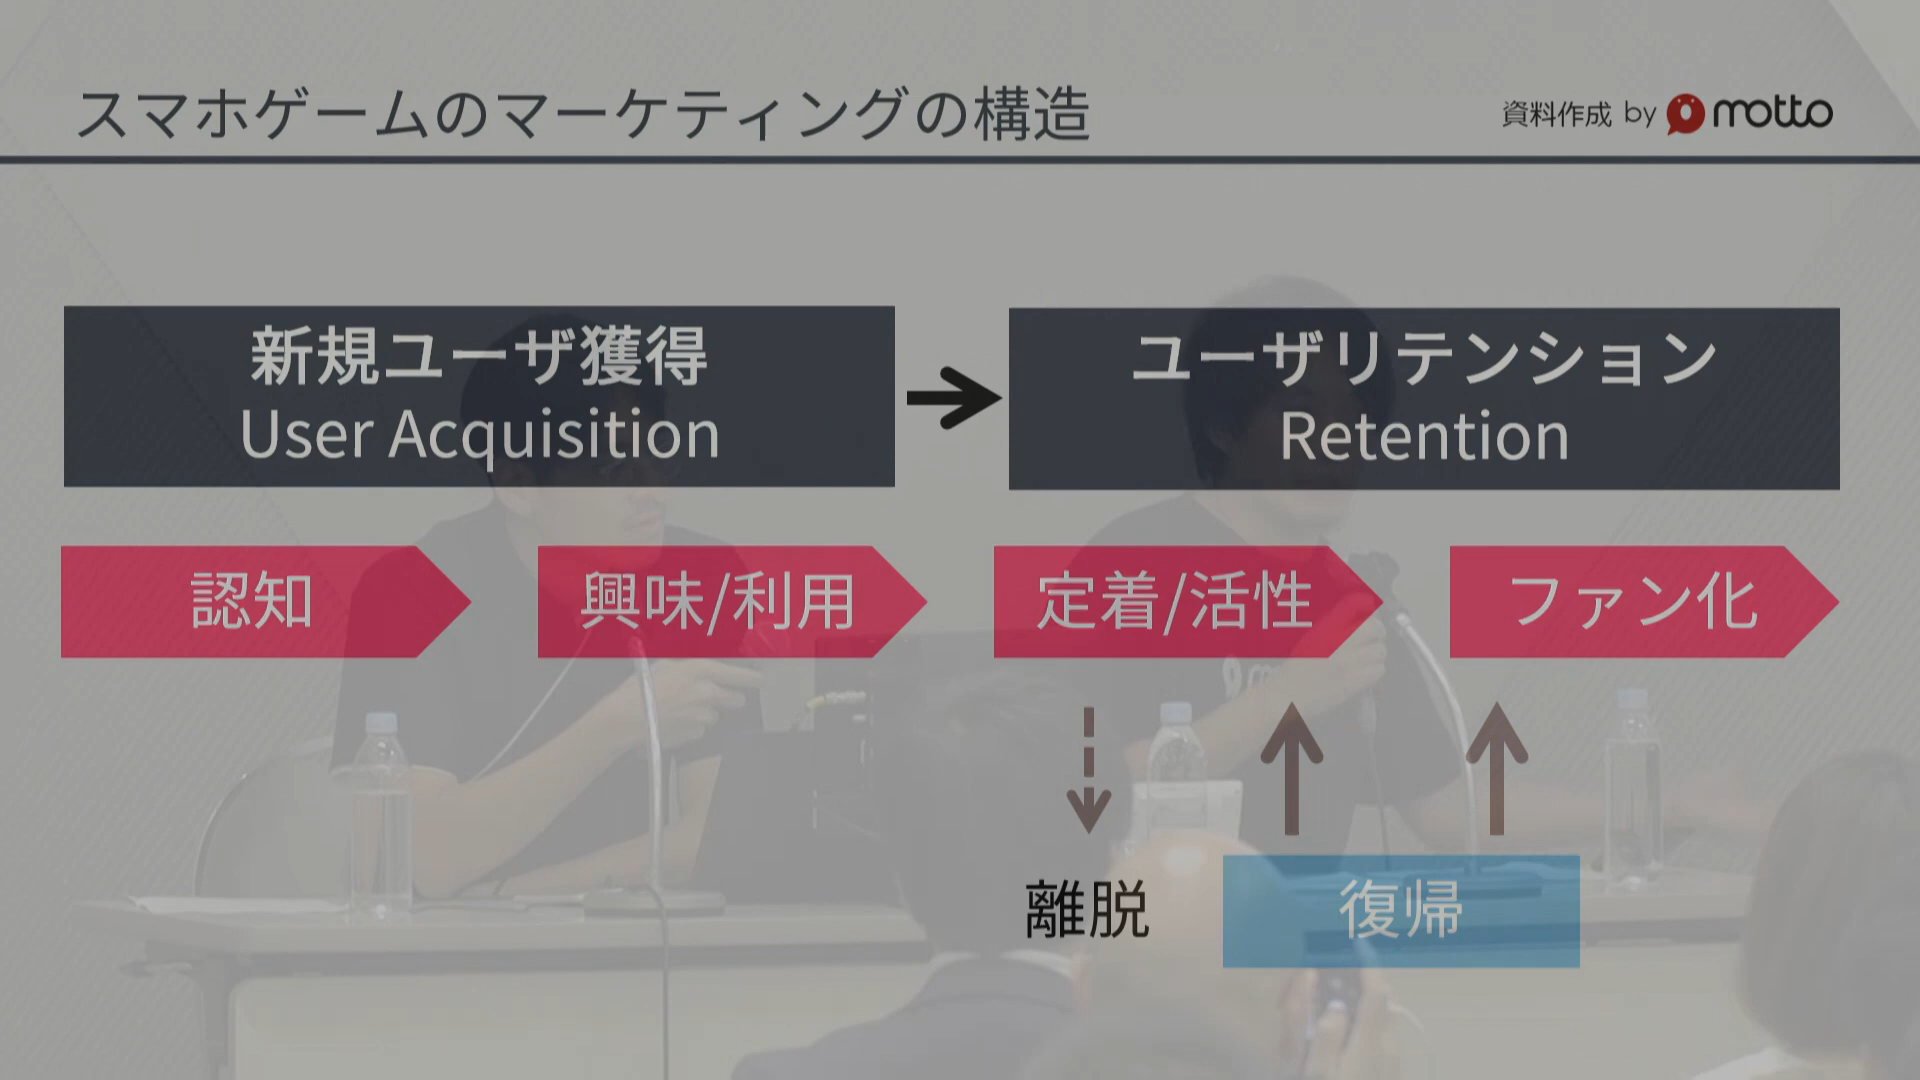 スマホゲームのマーケティングの構造
資料作成 by motto
新規ユーザ獲得
User Acquisition
ユーザリテンション
Retention
認知
興味/利用
定着/活性
ファン化
離脱
復帰